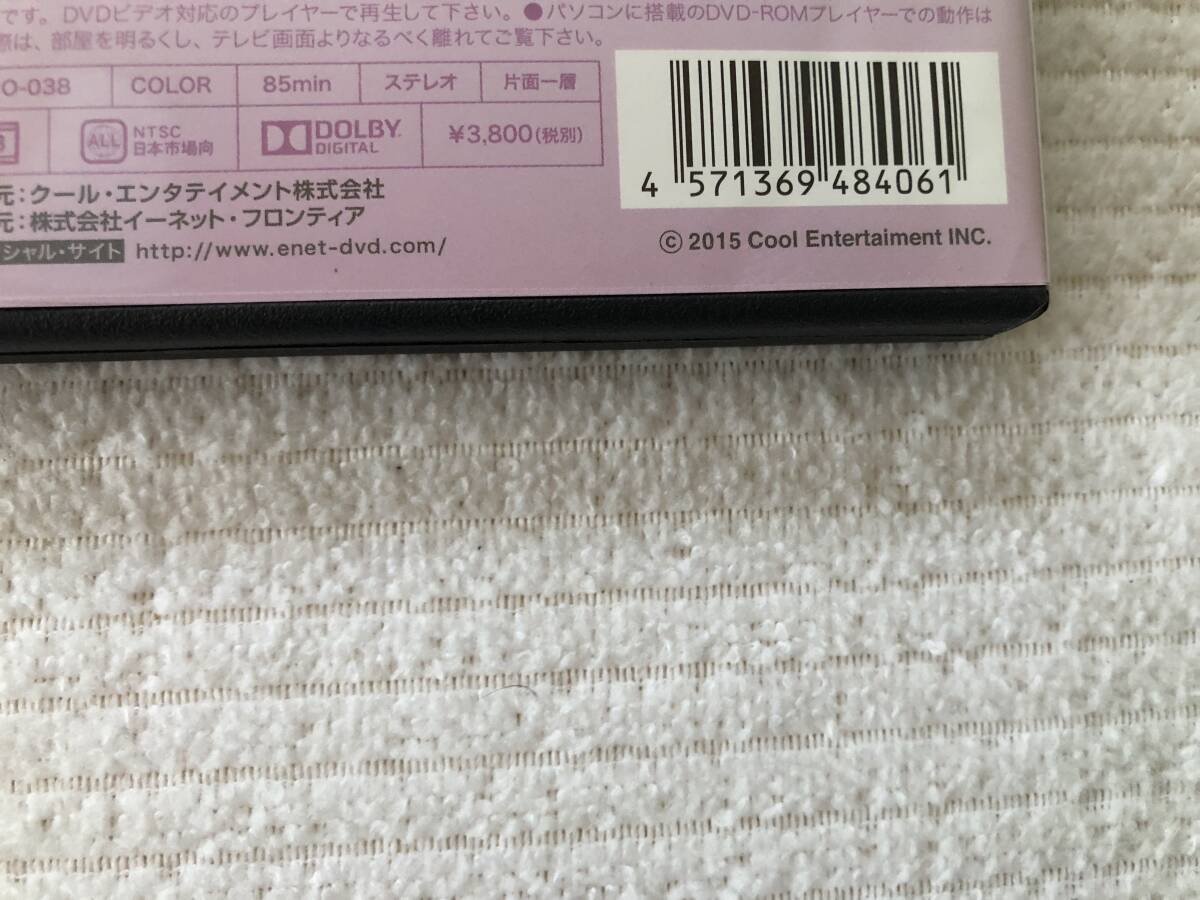 です。DVDビデオ対応のプレイヤーで再生して下さい。●パソコンに搭載のDVD-ROMプレイヤーでの動作は
際は、部屋を明るくし、テレビ画面よりなるべく離れてご覧下さい。
O-038 COLOR 85min ステレオ 片面一層
ALL NTSC 日本市場向 DOLBY DIGITAL ¥3,800(税別)
元:クール・エンタテイメント株式会社
元:株式会社イーネット・フロンティア
シャル・サイト http://www.enet-dvd.com/
4 571369 484061
© 2015 Cool Entertaiment INC.